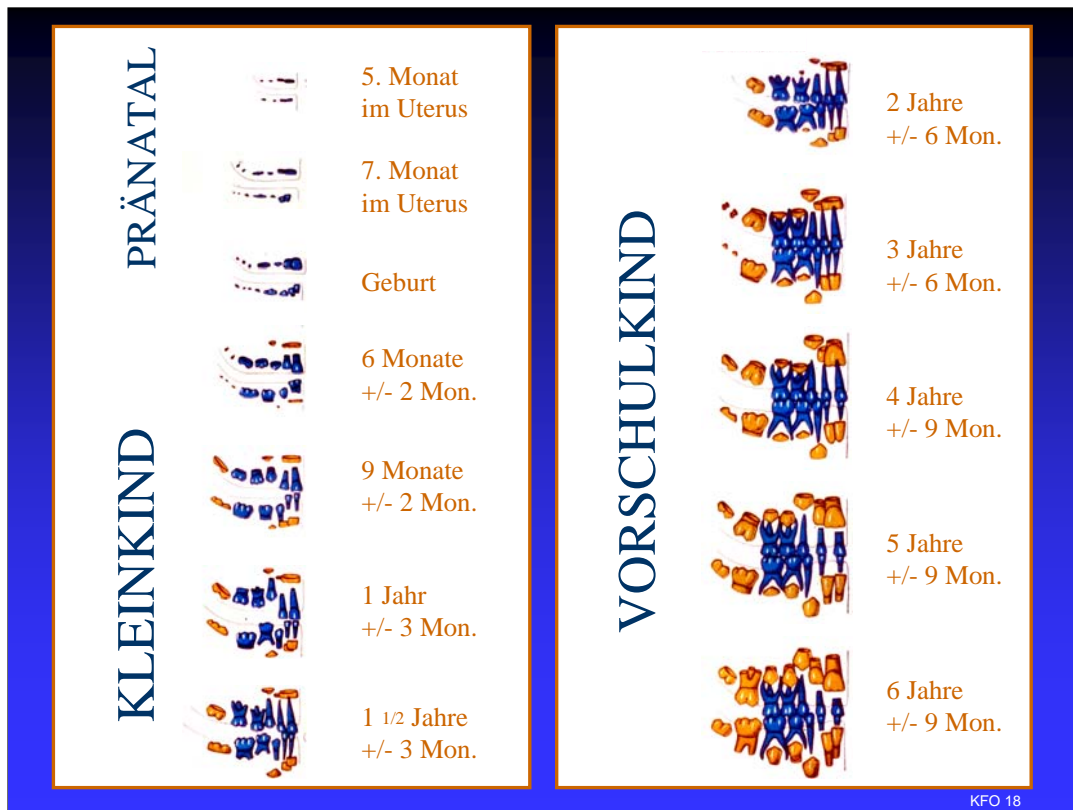 PRÄNATAL
5. Monat
im Uterus
7. Monat
im Uterus
Geburt
KLEINKIND
6 Monate
+/- 2 Mon.
9 Monate
+/- 2 Mon.
1 Jahr
+/- 3 Mon.
1 1/2 Jahre
+/- 3 Mon.
VORSCHULKIND
2 Jahre
+/- 6 Mon.
3 Jahre
+/- 6 Mon.
4 Jahre
+/- 9 Mon.
5 Jahre
+/- 9 Mon.
6 Jahre
+/- 9 Mon.
KFO 18